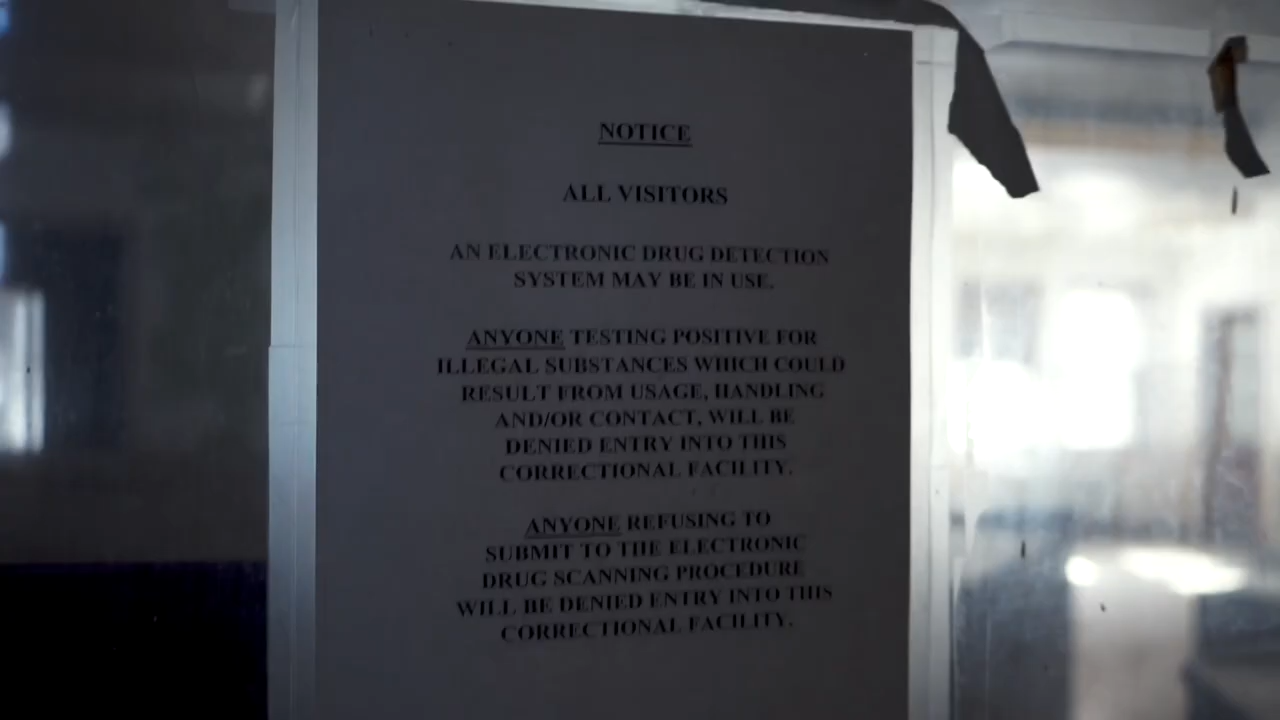 NOTICE
ALL VISITORS
AN ELECTRONIC DRUG DETECTION
SYSTEM MAY BE IN USE.
ANYONE TESTING POSITIVE FOR
ILLEGAL SUBSTANCES WHICH COULD
RESULT FROM USAGE, HANDLING
AND/OR CONTACT, WILL BE
DENIED ENTRY INTO THIS
CORRECTIONAL FACILITY.
ANYONE REFUSING TO
SUBMIT TO THE ELECTRONIC
DRUG SCANNING PROCEDURE
WILL BE DENIED ENTRY INTO THIS
CORRECTIONAL FACILITY.